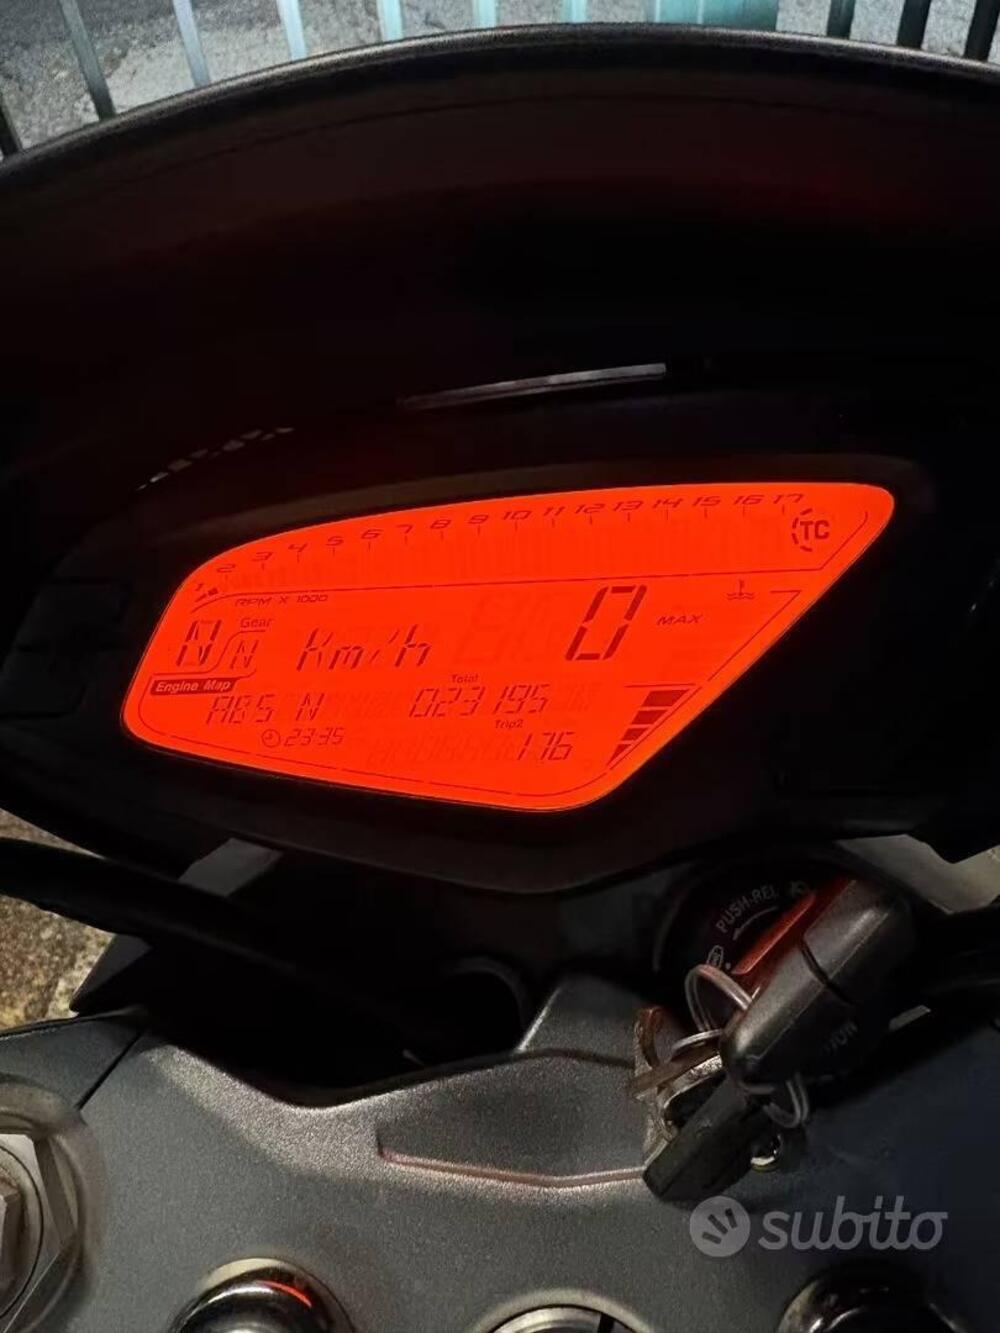 1 2 3 4 5 6 7 8 9 10 11 12 13 14 15 16 17
TC
RPM X 1000
Gear
N N Km/h 0 MAX
Engine Map
Total
ABS N 023195
Trip2
23:35 176
PUSH-REL
subito